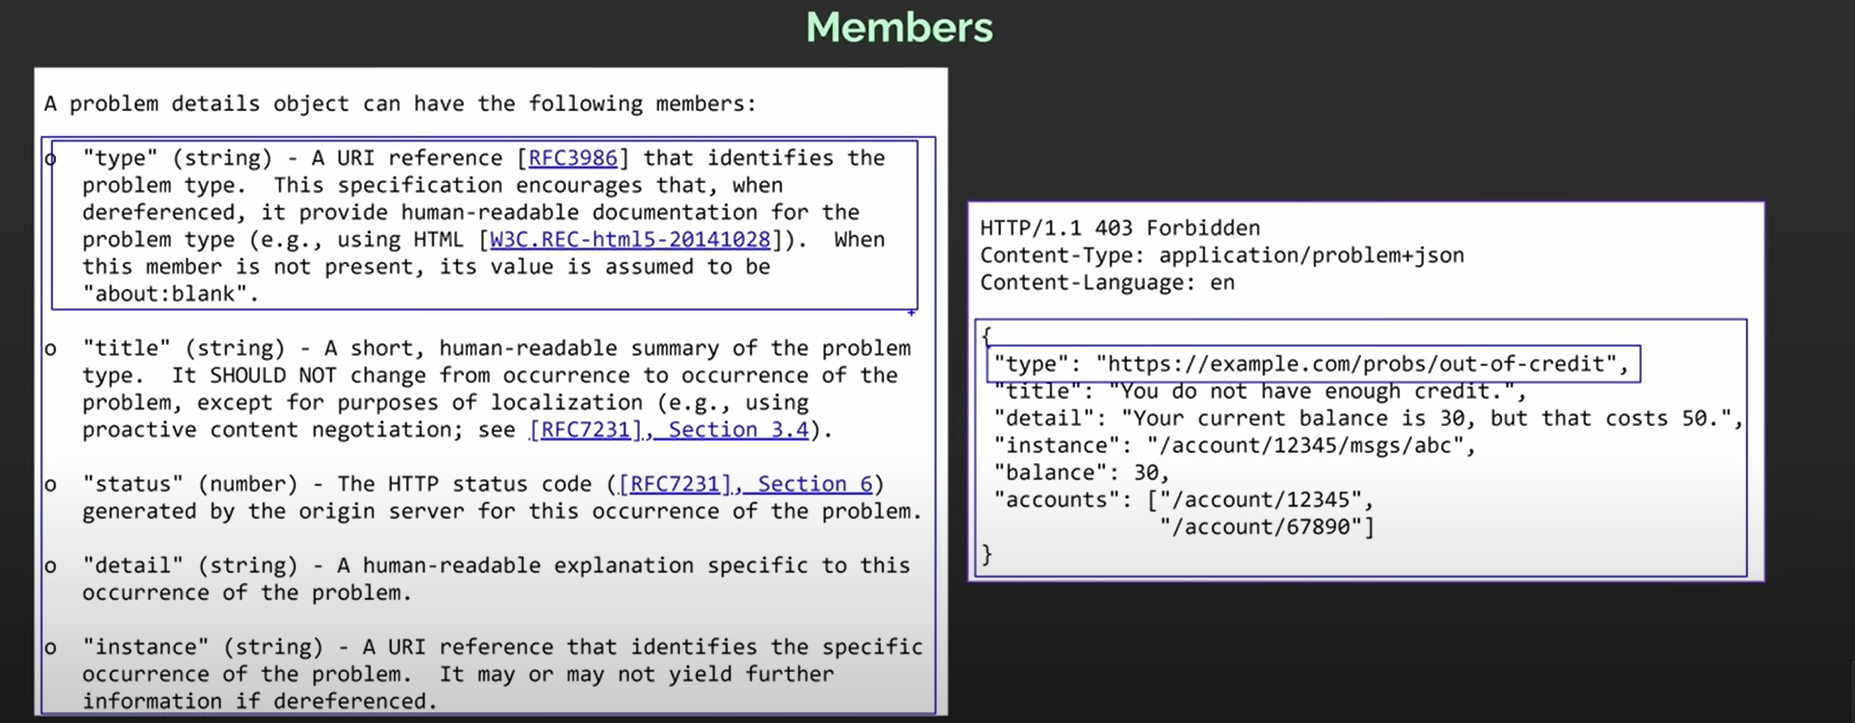 Members
A problem details object can have the following members:
o "type" (string) - A URI reference [RFC3986] that identifies the
problem type. This specification encourages that, when
dereferenced, it provide human-readable documentation for the
problem type (e.g., using HTML [W3C.REC-html5-20141028]). When
this member is not present, its value is assumed to be
"about:blank".
o "title" (string) - A short, human-readable summary of the problem
type. It SHOULD NOT change from occurrence to occurrence of the
problem, except for purposes of localization (e.g., using
proactive content negotiation; see [RFC7231], Section 3.4).
o "status" (number) - The HTTP status code ([RFC7231], Section 6)
generated by the origin server for this occurrence of the problem.
o "detail" (string) - A human-readable explanation specific to this
occurrence of the problem.
o "instance" (string) - A URI reference that identifies the specific
occurrence of the problem. It may or may not yield further
information if dereferenced.
HTTP/1.1 403 Forbidden
Content-Type: application/problem+json
Content-Language: en
{
"type": "https://example.com/probs/out-of-credit",
"title": "You do not have enough credit.",
"detail": "Your current balance is 30, but that costs 50.",
"instance": "/account/12345/msgs/abc",
"balance": 30,
"accounts": ["/account/12345",
"/account/67890"]
}